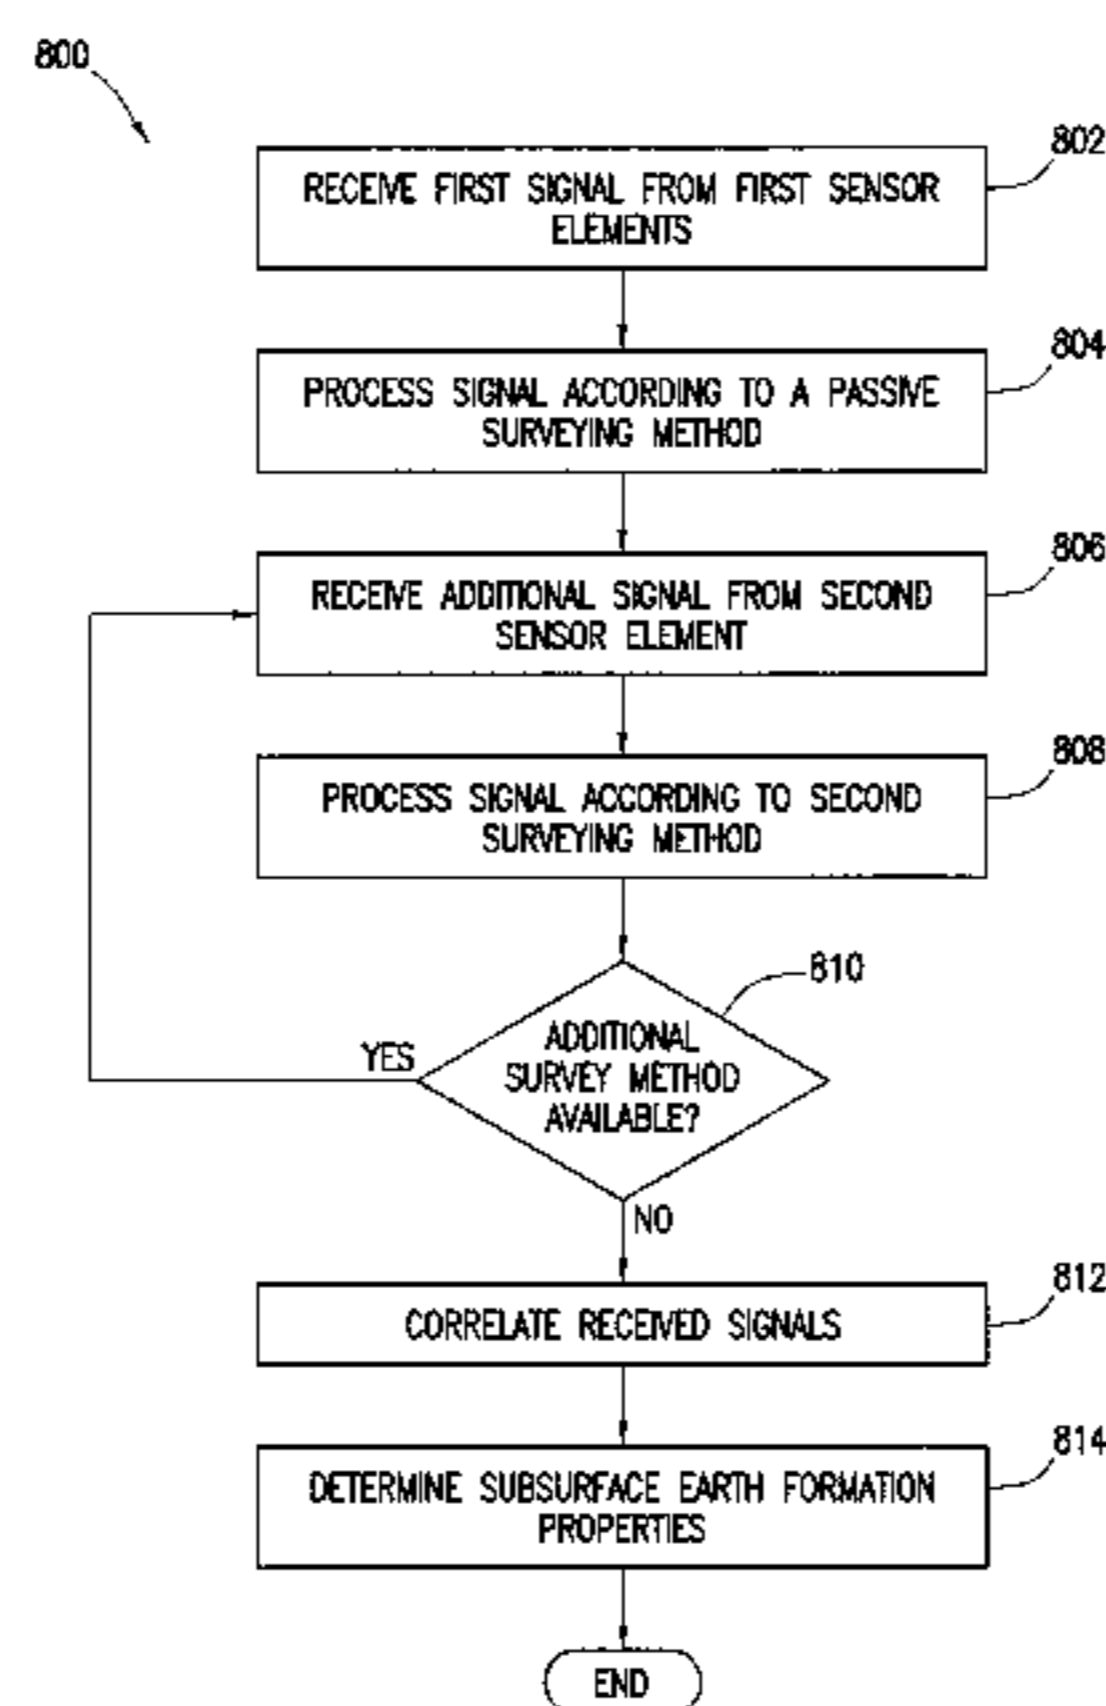 800
802
RECEIVE FIRST SIGNAL FROM FIRST SENSOR
ELEMENTS
804
PROCESS SIGNAL ACCORDING TO A PASSIVE
SURVEYING METHOD
806
RECEIVE ADDITIONAL SIGNAL FROM SECOND
SENSOR ELEMENT
808
PROCESS SIGNAL ACCORDING TO SECOND
SURVEYING METHOD
810
ADDITIONAL
SURVEY METHOD
AVAILABLE?
YES
NO
812
CORRELATE RECEIVED SIGNALS
814
DETERMINE SUBSURFACE EARTH FORMATION
PROPERTIES
END